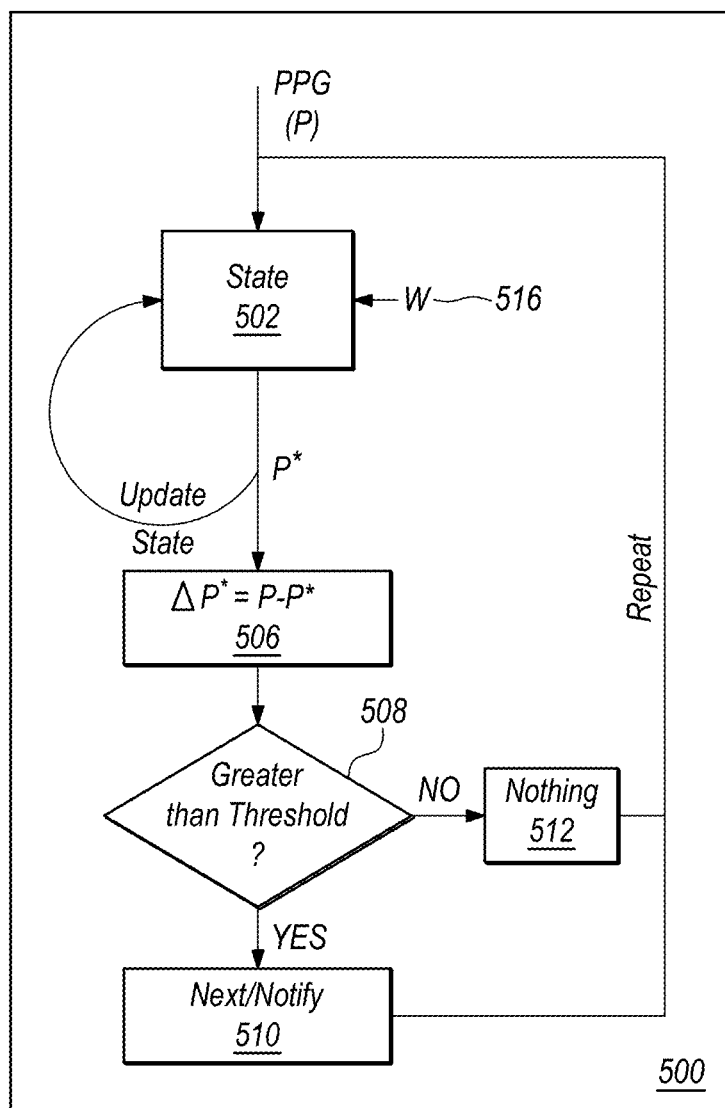 PPG
(P)
State
502
W
516
P*
Update
State
Δ P* = P-P*
506
Repeat
508
Greater
than Threshold
?
NO
Nothing
512
YES
Next/Notify
510
500